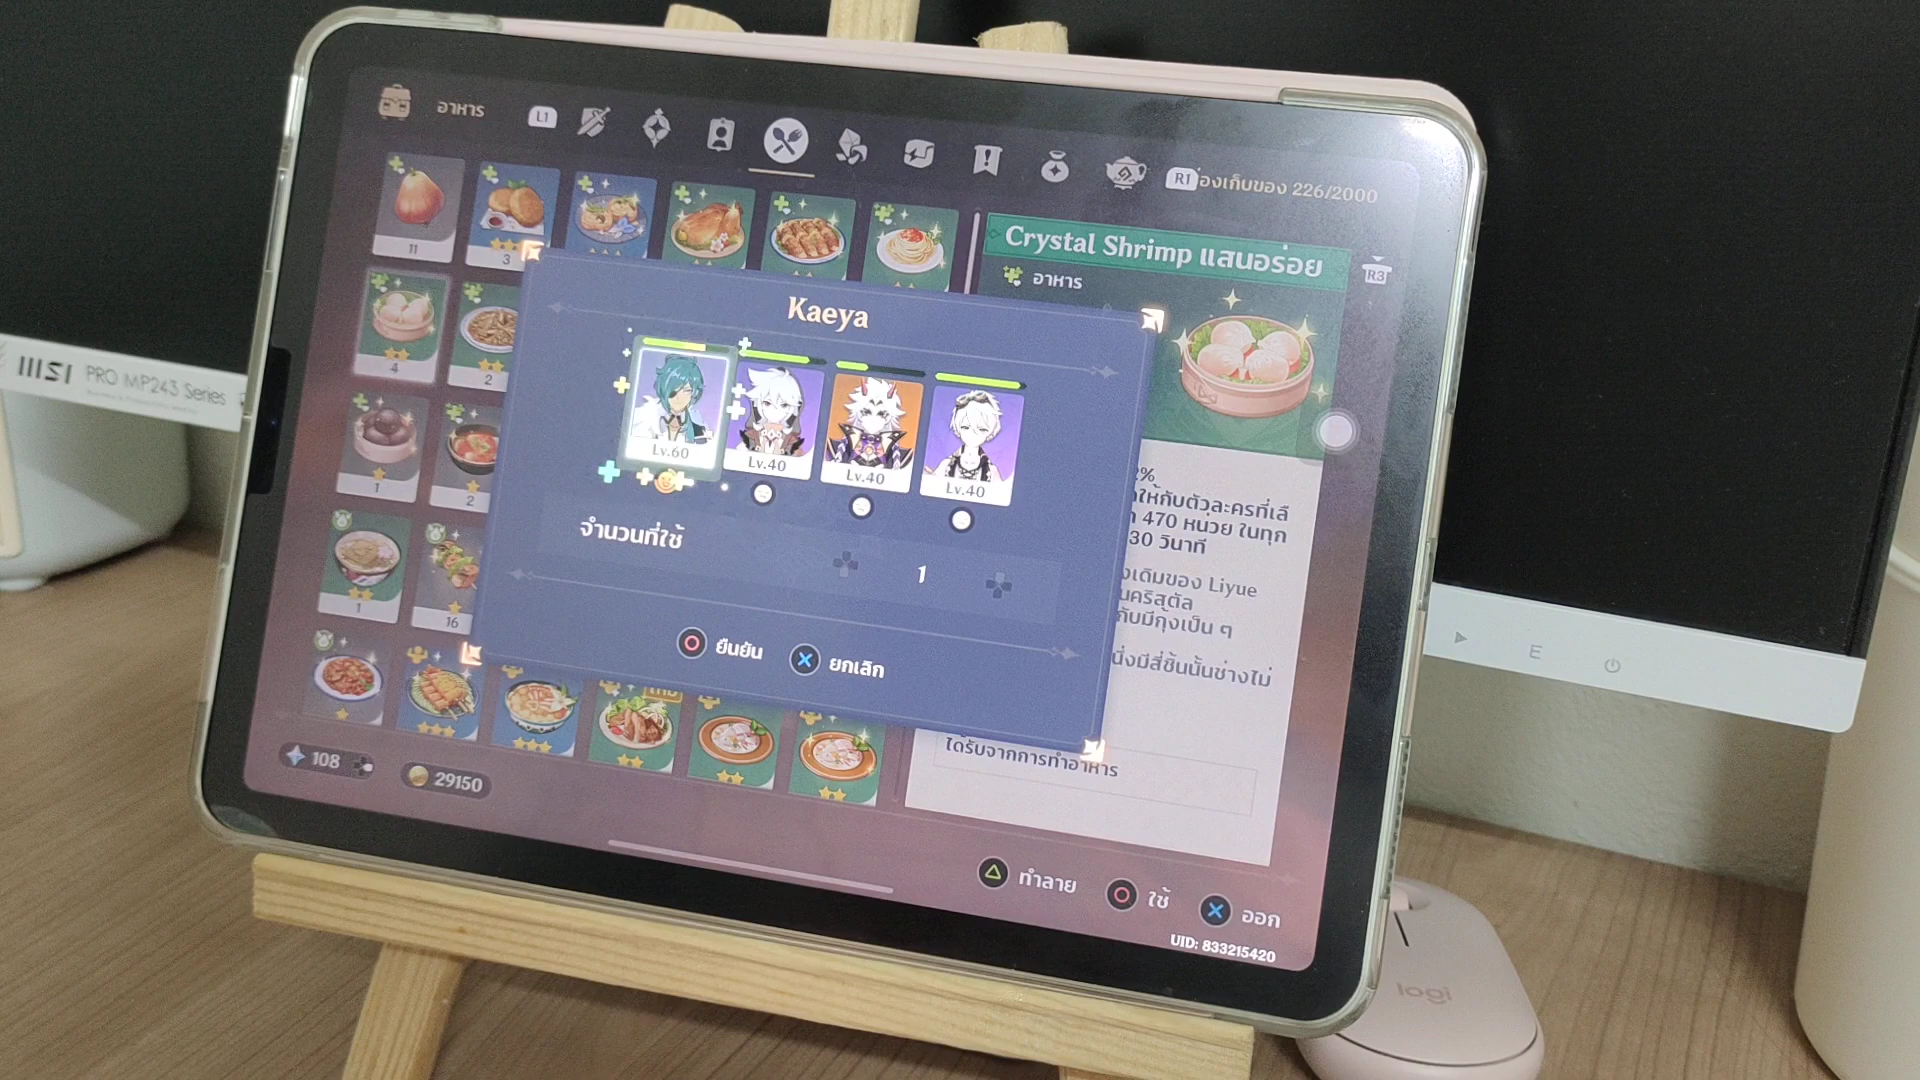 อาหาร
L1
R1
องเก็บของ 226/2000
11
3
Crystal Shrimp แสนอร่อย
อาหาร
R3
4
2
Kaeya
Lv.60
Lv.40
Lv.40
Lv.40
จำนวนที่ใช้
1
ยืนยัน
ยกเลิก
1
2
1
16
2%
ให้กับตัวละครที่เลื
470 หน่วย ในทุก
30 วินาที
งเดิมของ Liyue
นคริสตัล
กับมีกุ้งเป็น ๆ
นึ่งมีสี่ชิ้นนั้นช่างไม่
ได้รับจากการทำอาหาร
108
29150
ทำลาย
ใช้
ออก
UID: 833215420
msi PRO MP243 Series
E
logi